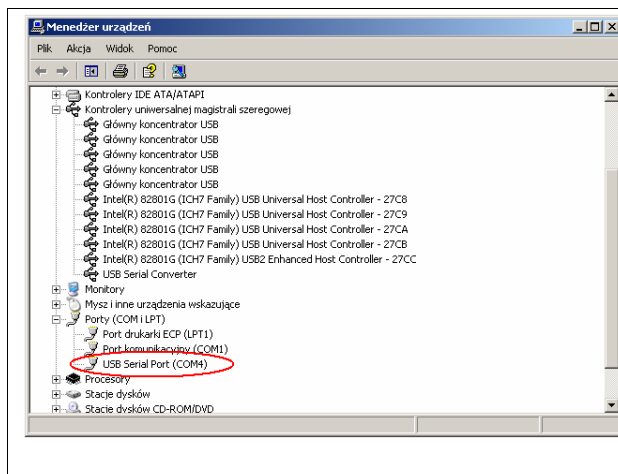 Menedżer urządzeń
Plik Akcja Widok Pomoc
Kontrolery IDE ATA/ATAPI
Kontrolery uniwersalnej magistrali szeregowej
Główny koncentrator USB
Główny koncentrator USB
Główny koncentrator USB
Główny koncentrator USB
Główny koncentrator USB
Intel(R) 82801G (ICH7 Family) USB Universal Host Controller - 27C8
Intel(R) 82801G (ICH7 Family) USB Universal Host Controller - 27C9
Intel(R) 82801G (ICH7 Family) USB Universal Host Controller - 27CA
Intel(R) 82801G (ICH7 Family) USB Universal Host Controller - 27CB
Intel(R) 82801G (ICH7 Family) USB2 Enhanced Host Controller - 27CC
USB Serial Converter
Monitory
Mysz i inne urządzenia wskazujące
Porty (COM i LPT)
Port drukarki ECP (LPT1)
Port komunikacyjny (COM1)
USB Serial Port (COM4)
Procesory
Stacje dysków
Stacje dysków CD-ROM/DVD